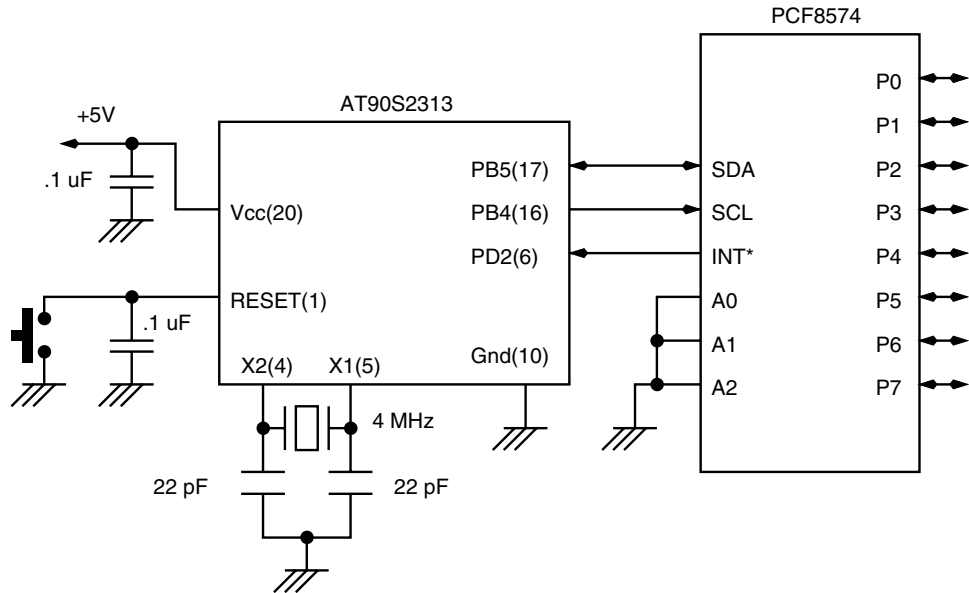 PCF8574
AT90S2313
+5V
.1 uF
Vcc(20)
RESET(1)
.1 uF
X2(4)
X1(5)
PB5(17)
PB4(16)
PD2(6)
Gnd(10)
4 MHz
22 pF
22 pF
SDA
SCL
INT*
A0
A1
A2
P0
P1
P2
P3
P4
P5
P6
P7